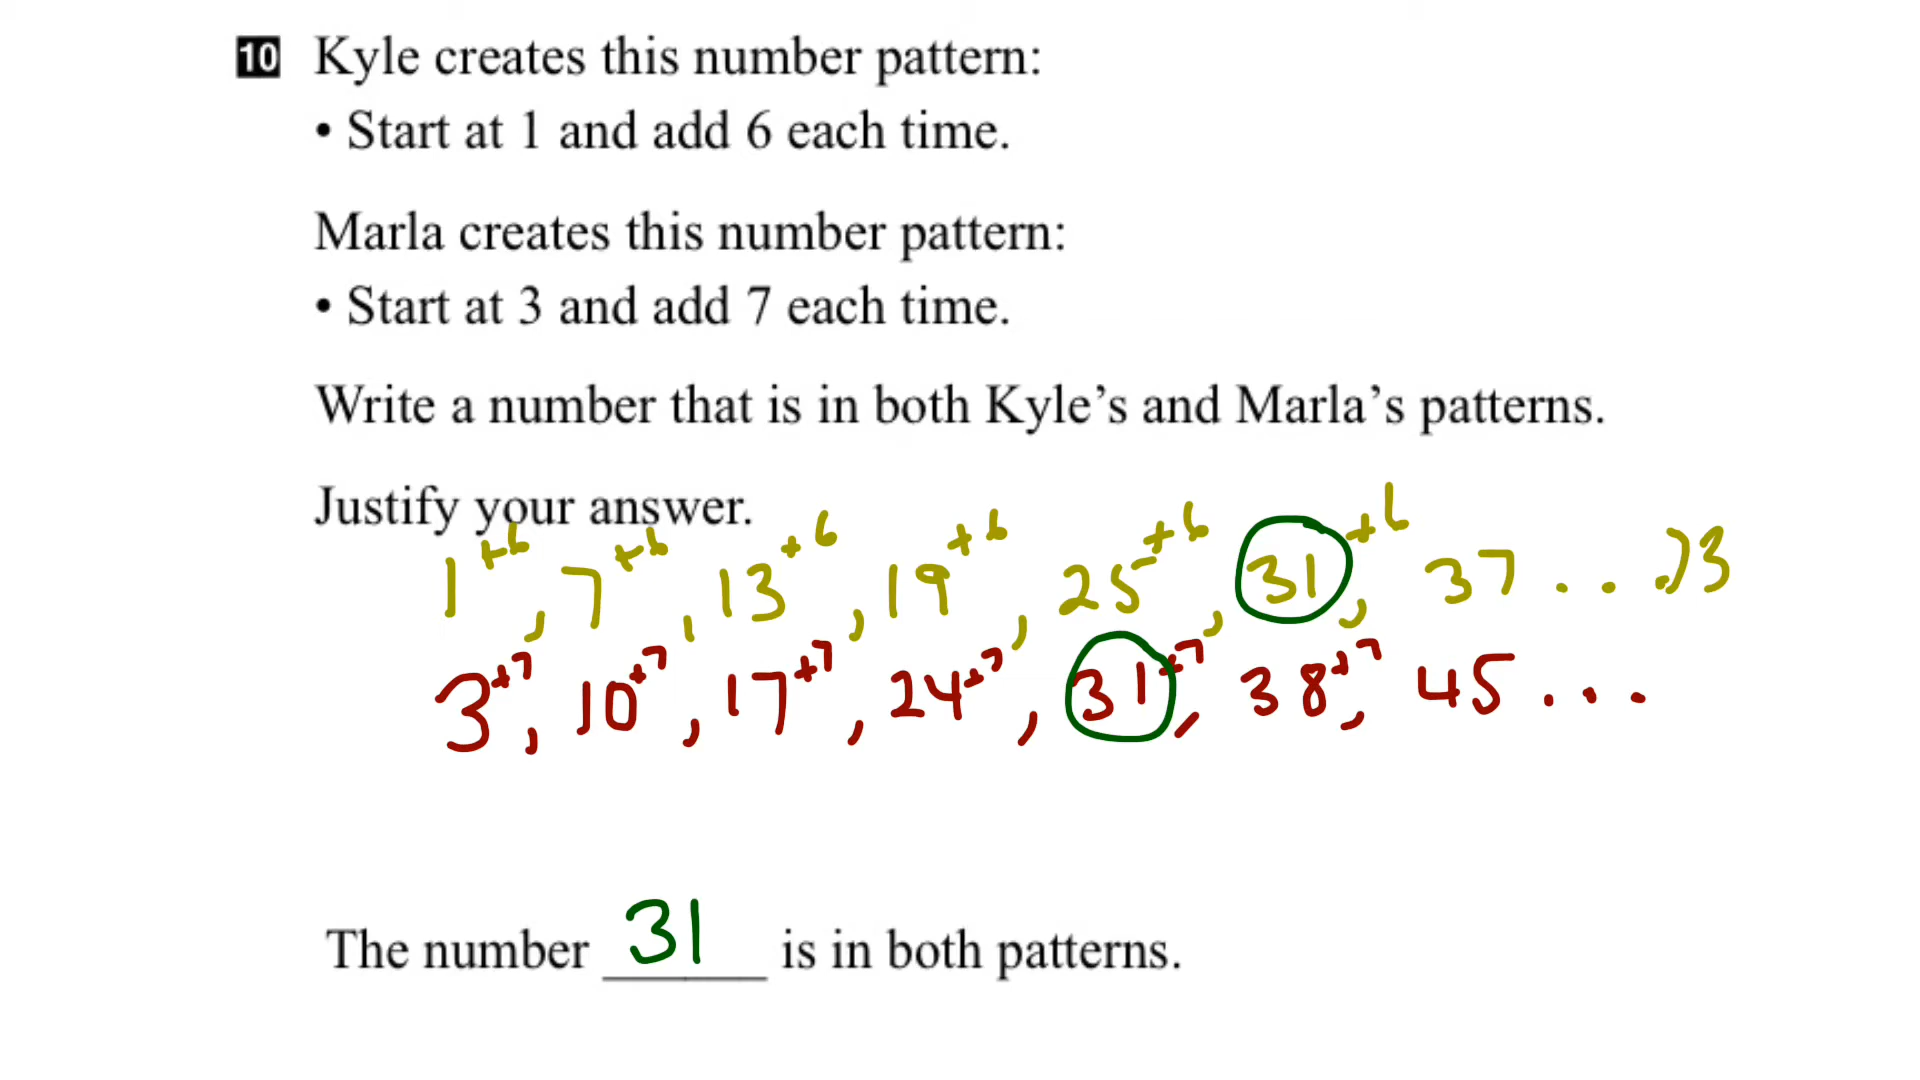 10 Kyle creates this number pattern:
• Start at 1 and add 6 each time.
Marla creates this number pattern:
• Start at 3 and add 7 each time.
Write a number that is in both Kyle’s and Marla’s patterns.
Justify your answer.
+6 +6 +6 +6 +6 +6
1, 7, 13, 19, 25, 31, 37 . . .
+7 +7 +7 +7 +7 +7
3, 10, 17, 24, 31, 38, 45 . . .
The number 31 is in both patterns.